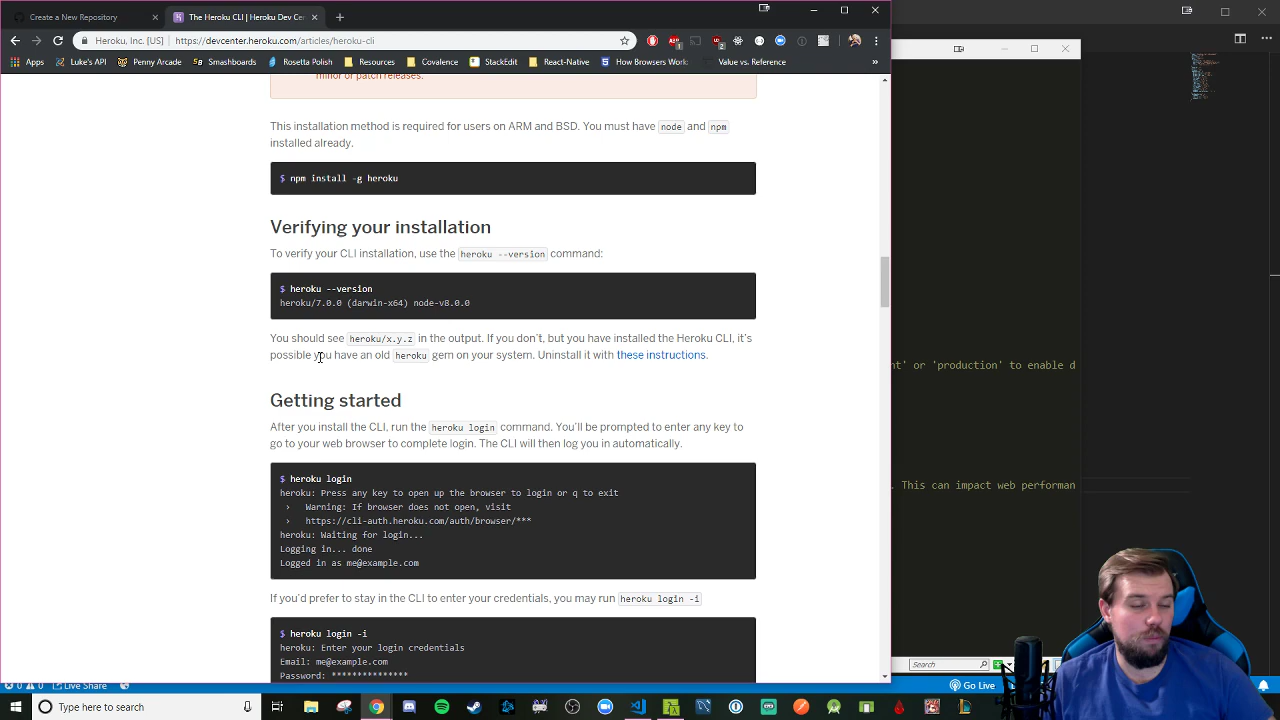 Create a New Repository
The Heroku CLI | Heroku Dev Cen
Heroku, Inc. [US]
https://devcenter.heroku.com/articles/heroku-cli
Apps
Luke's API
Penny Arcade
Smashboards
Rosetta Polish
Resources
Covalence
StackEdit
React-Native
How Browsers Work
Value vs. Reference
»
minor or patch releases.
This installation method is required for users on ARM and BSD. You must have node and npm
installed already.
$ npm install -g heroku
Verifying your installation
To verify your CLI installation, use the heroku --version command:
$ heroku --version
heroku/7.0.0 (darwin-x64) node-v8.0.0
You should see heroku/x.y.z in the output. If you don't, but you have installed the Heroku CLI, it's
possible you have an old heroku gem on your system. Uninstall it with these instructions.
nt' or 'production' to enable d
Getting started
After you install the CLI, run the heroku login command. You'll be prompted to enter any key to
go to your web browser to complete login. The CLI will then log you in automatically.
$ heroku login
. This can impact web performan
heroku: Press any key to open up the browser to login or q to exit
› Warning: If browser does not open, visit
› https://cli-auth.heroku.com/auth/browser/***
heroku: Waiting for login...
Logging in... done
Logged in as me@example.com
If you'd prefer to stay in the CLI to enter your credentials, you may run heroku login -i
$ heroku login -i
heroku: Enter your login credentials
Email: me@example.com
Password: ***************
Search
0 0 Live Share
Go Live
Type here to search